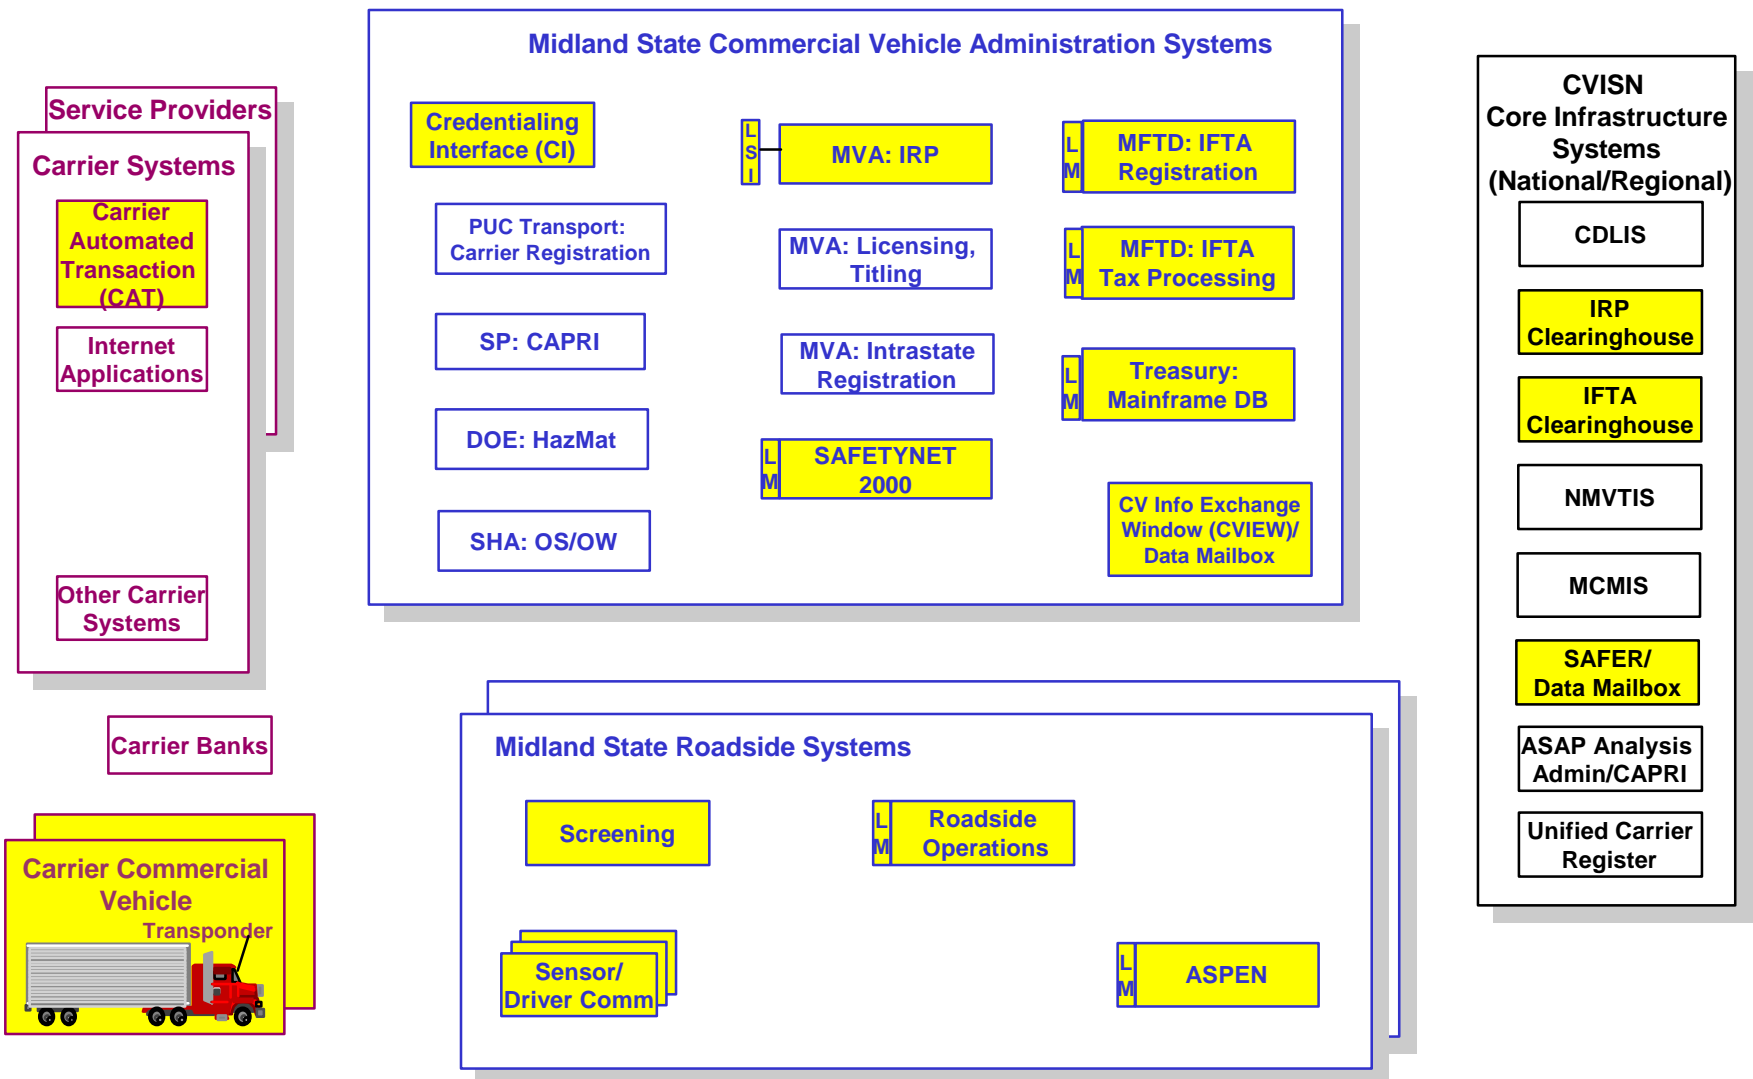 Midland State Commercial Vehicle Administration Systems
Service Providers
Carrier Systems
Carrier
Automated
Transaction
(CAT)
Internet
Applications
Other Carrier
Systems
Carrier Banks
Carrier Commercial
Vehicle
Transponder
Credentialing
Interface (CI)
PUC Transport:
Carrier Registration
SP: CAPRI
DOE: HazMat
SHA: OS/OW
L
S
I
MVA: IRP
MVA: Licensing,
Titling
MVA: Intrastate
Registration
L
M
SAFETYNET
2000
L
M
MFTD: IFTA
Registration
L
M
MFTD: IFTA
Tax Processing
L
M
Treasury:
Mainframe DB
CV Info Exchange
Window (CVIEW)/
Data Mailbox
Midland State Roadside Systems
Screening
L
M
Roadside
Operations
Sensor/
Driver Comm
L
M
ASPEN
CVISN
Core Infrastructure
Systems
(National/Regional)
CDLIS
IRP
Clearinghouse
IFTA
Clearinghouse
NMVTIS
MCMIS
SAFER/
Data Mailbox
ASAP Analysis
Admin/CAPRI
Unified Carrier
Register